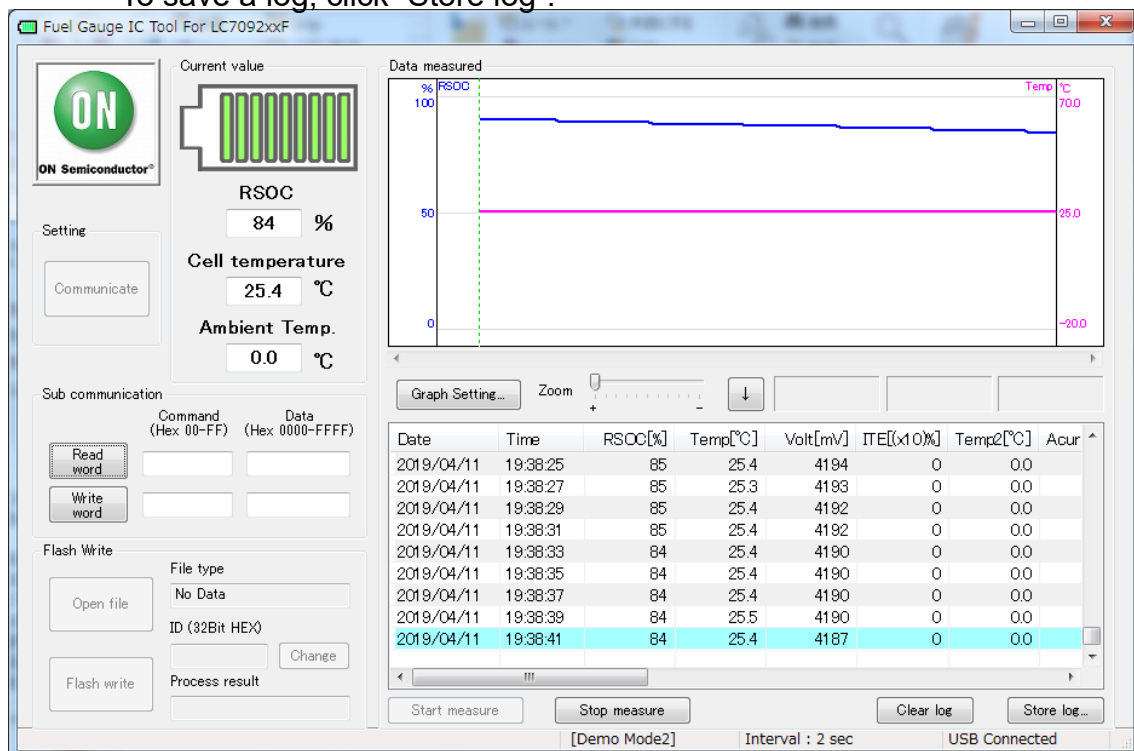 To save a log, click "Store log".
Fuel Gauge IC Tool For LC7092xxF
ON
ON Semiconductor®
Current value
RSOC
84 %
Cell temperature
25.4 ℃
Ambient Temp.
0.0 ℃
Setting
Communicate
Sub communication
Command
(Hex 00-FF)
Data
(Hex 0000-FFFF)
Read
word
Write
word
Flash Write
Open file
File type
No Data
ID (32Bit HEX)
Change
Flash write
Process result
Data measured
% RSOC
100
50
0
Temp ℃
70.0
25.0
-20.0
Graph Setting...
Zoom
+ -
↓
Date Time RSOC[%] Temp[℃] Volt[mV] ITE[(x10)%] Temp2[℃] Acur
2019/04/11 19:38:25 85 25.4 4194 0 0.0
2019/04/11 19:38:27 85 25.3 4193 0 0.0
2019/04/11 19:38:29 85 25.4 4192 0 0.0
2019/04/11 19:38:31 85 25.4 4192 0 0.0
2019/04/11 19:38:33 84 25.4 4190 0 0.0
2019/04/11 19:38:35 84 25.4 4190 0 0.0
2019/04/11 19:38:37 84 25.4 4190 0 0.0
2019/04/11 19:38:39 84 25.5 4190 0 0.0
2019/04/11 19:38:41 84 25.4 4187 0 0.0
Start measure
Stop measure
Clear log
Store log...
[Demo Mode2]
Interval : 2 sec
USB Connected